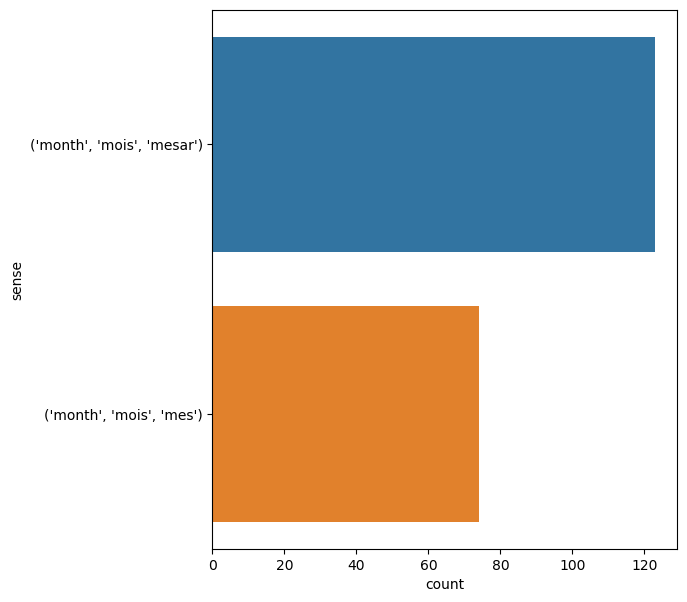 ('month', 'mois', 'mesar')
('month', 'mois', 'mes')
sense
0 20 40 60 80 100 120
count